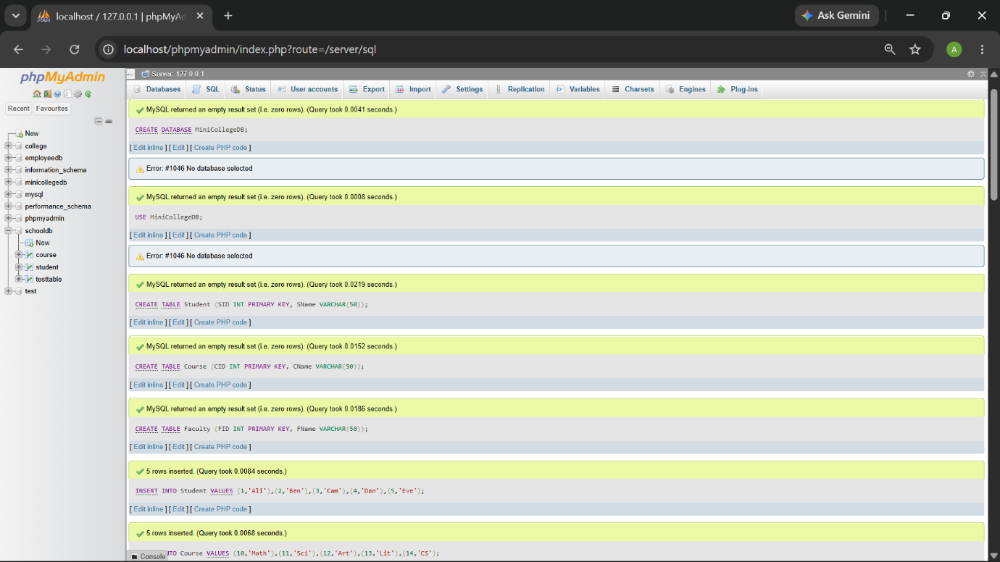 localhost / 127.0.0.1 | phpMyAd
Ask Gemini
localhost/phpmyadmin/index.php?route=/server/sql
A
phpMyAdmin
Recent Favourites
New
college
employeedb
information_schema
minicollegedb
mysql
performance_schema
phpmyadmin
schooldb
New
course
student
testtable
test
Server: 127.0.0.1
Databases SQL Status User accounts Export Import Settings Replication Variables Charsets Engines Plug-ins
MySQL returned an empty result set (i.e. zero rows). (Query took 0.0041 seconds.)
CREATE DATABASE MiniCollegeDB;
[ Edit inline ] [ Edit ] [ Create PHP code ]
Error: #1046 No database selected
MySQL returned an empty result set (i.e. zero rows). (Query took 0.0008 seconds.)
USE MiniCollegeDB;
[ Edit inline ] [ Edit ] [ Create PHP code ]
Error: #1046 No database selected
MySQL returned an empty result set (i.e. zero rows). (Query took 0.0219 seconds.)
CREATE TABLE Student (SID INT PRIMARY KEY, SName VARCHAR(50));
[ Edit inline ] [ Edit ] [ Create PHP code ]
MySQL returned an empty result set (i.e. zero rows). (Query took 0.0152 seconds.)
CREATE TABLE Course (CID INT PRIMARY KEY, CName VARCHAR(50));
[ Edit inline ] [ Edit ] [ Create PHP code ]
MySQL returned an empty result set (i.e. zero rows). (Query took 0.0186 seconds.)
CREATE TABLE Faculty (FID INT PRIMARY KEY, FName VARCHAR(50));
[ Edit inline ] [ Edit ] [ Create PHP code ]
5 rows inserted. (Query took 0.0084 seconds.)
INSERT INTO Student VALUES (1,'Ali'),(2,'Ben'),(3,'Cam'),(4,'Dan'),(5,'Eve');
[ Edit inline ] [ Edit ] [ Create PHP code ]
5 rows inserted. (Query took 0.0068 seconds.)
NTO Course VALUES (10,'Math'),(11,'Sci'),(12,'Art'),(13,'Lit'),(14,'CS');
Console